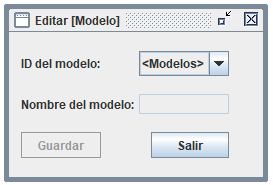 Editar [Modelo]
ID del modelo: <Modelos>
Nombre del modelo:
Guardar Salir